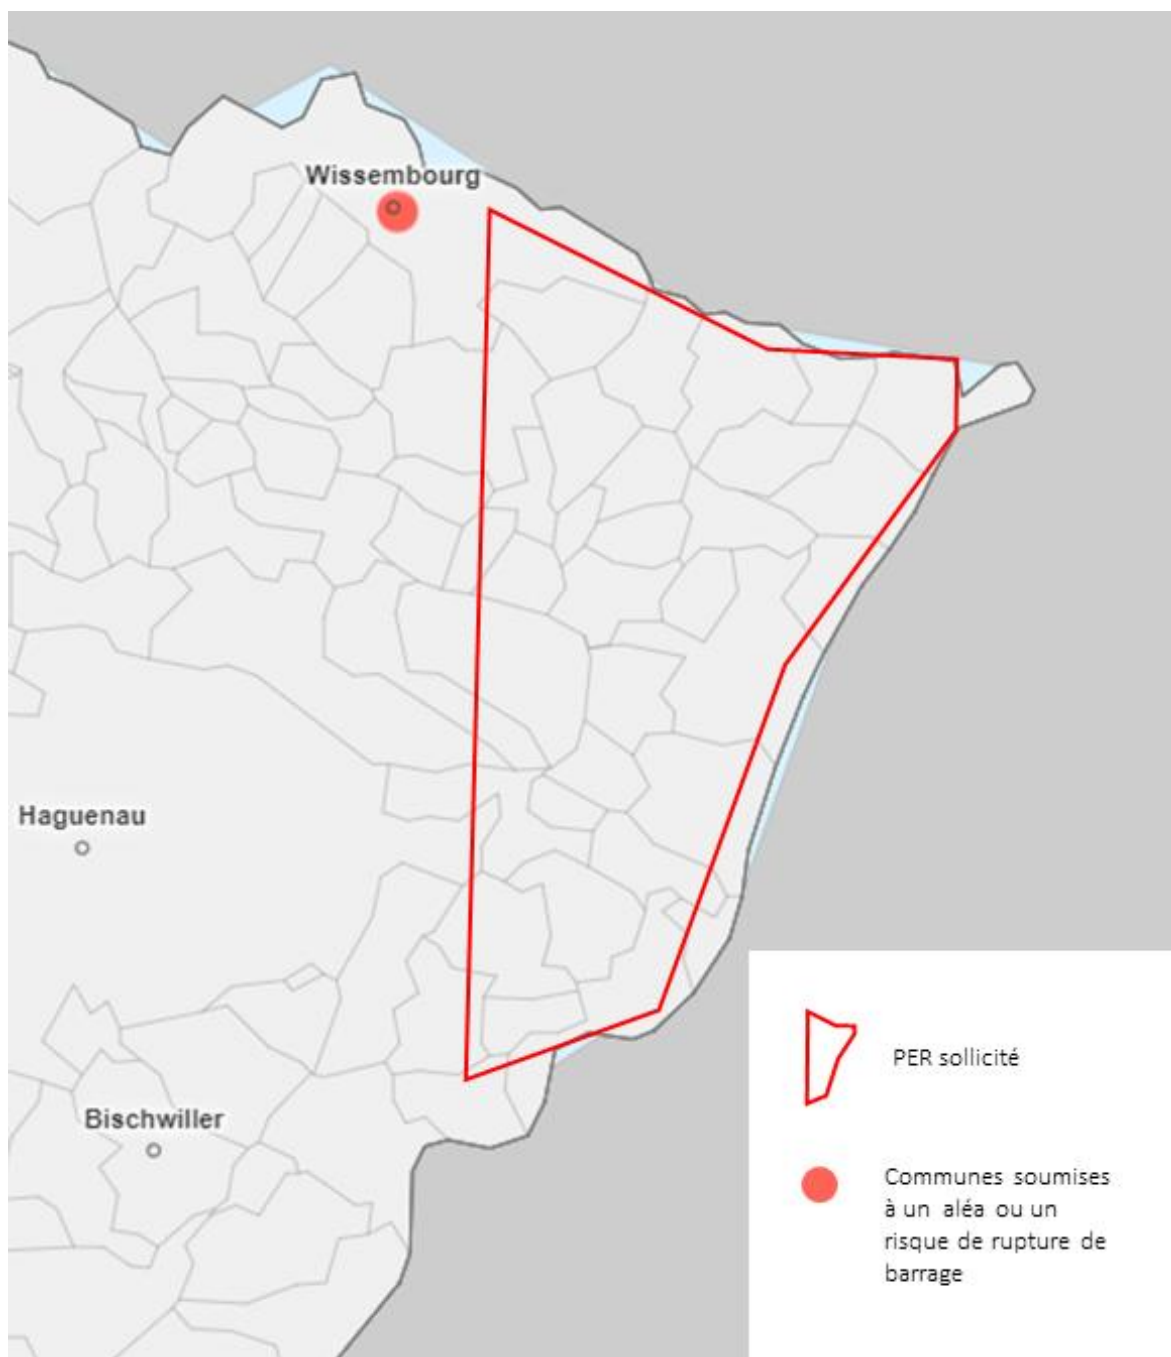 Wissembourg
Haguenau
Bischwiller
PER sollicité
Communes soumises
à un aléa ou un
risque de rupture de
barrage